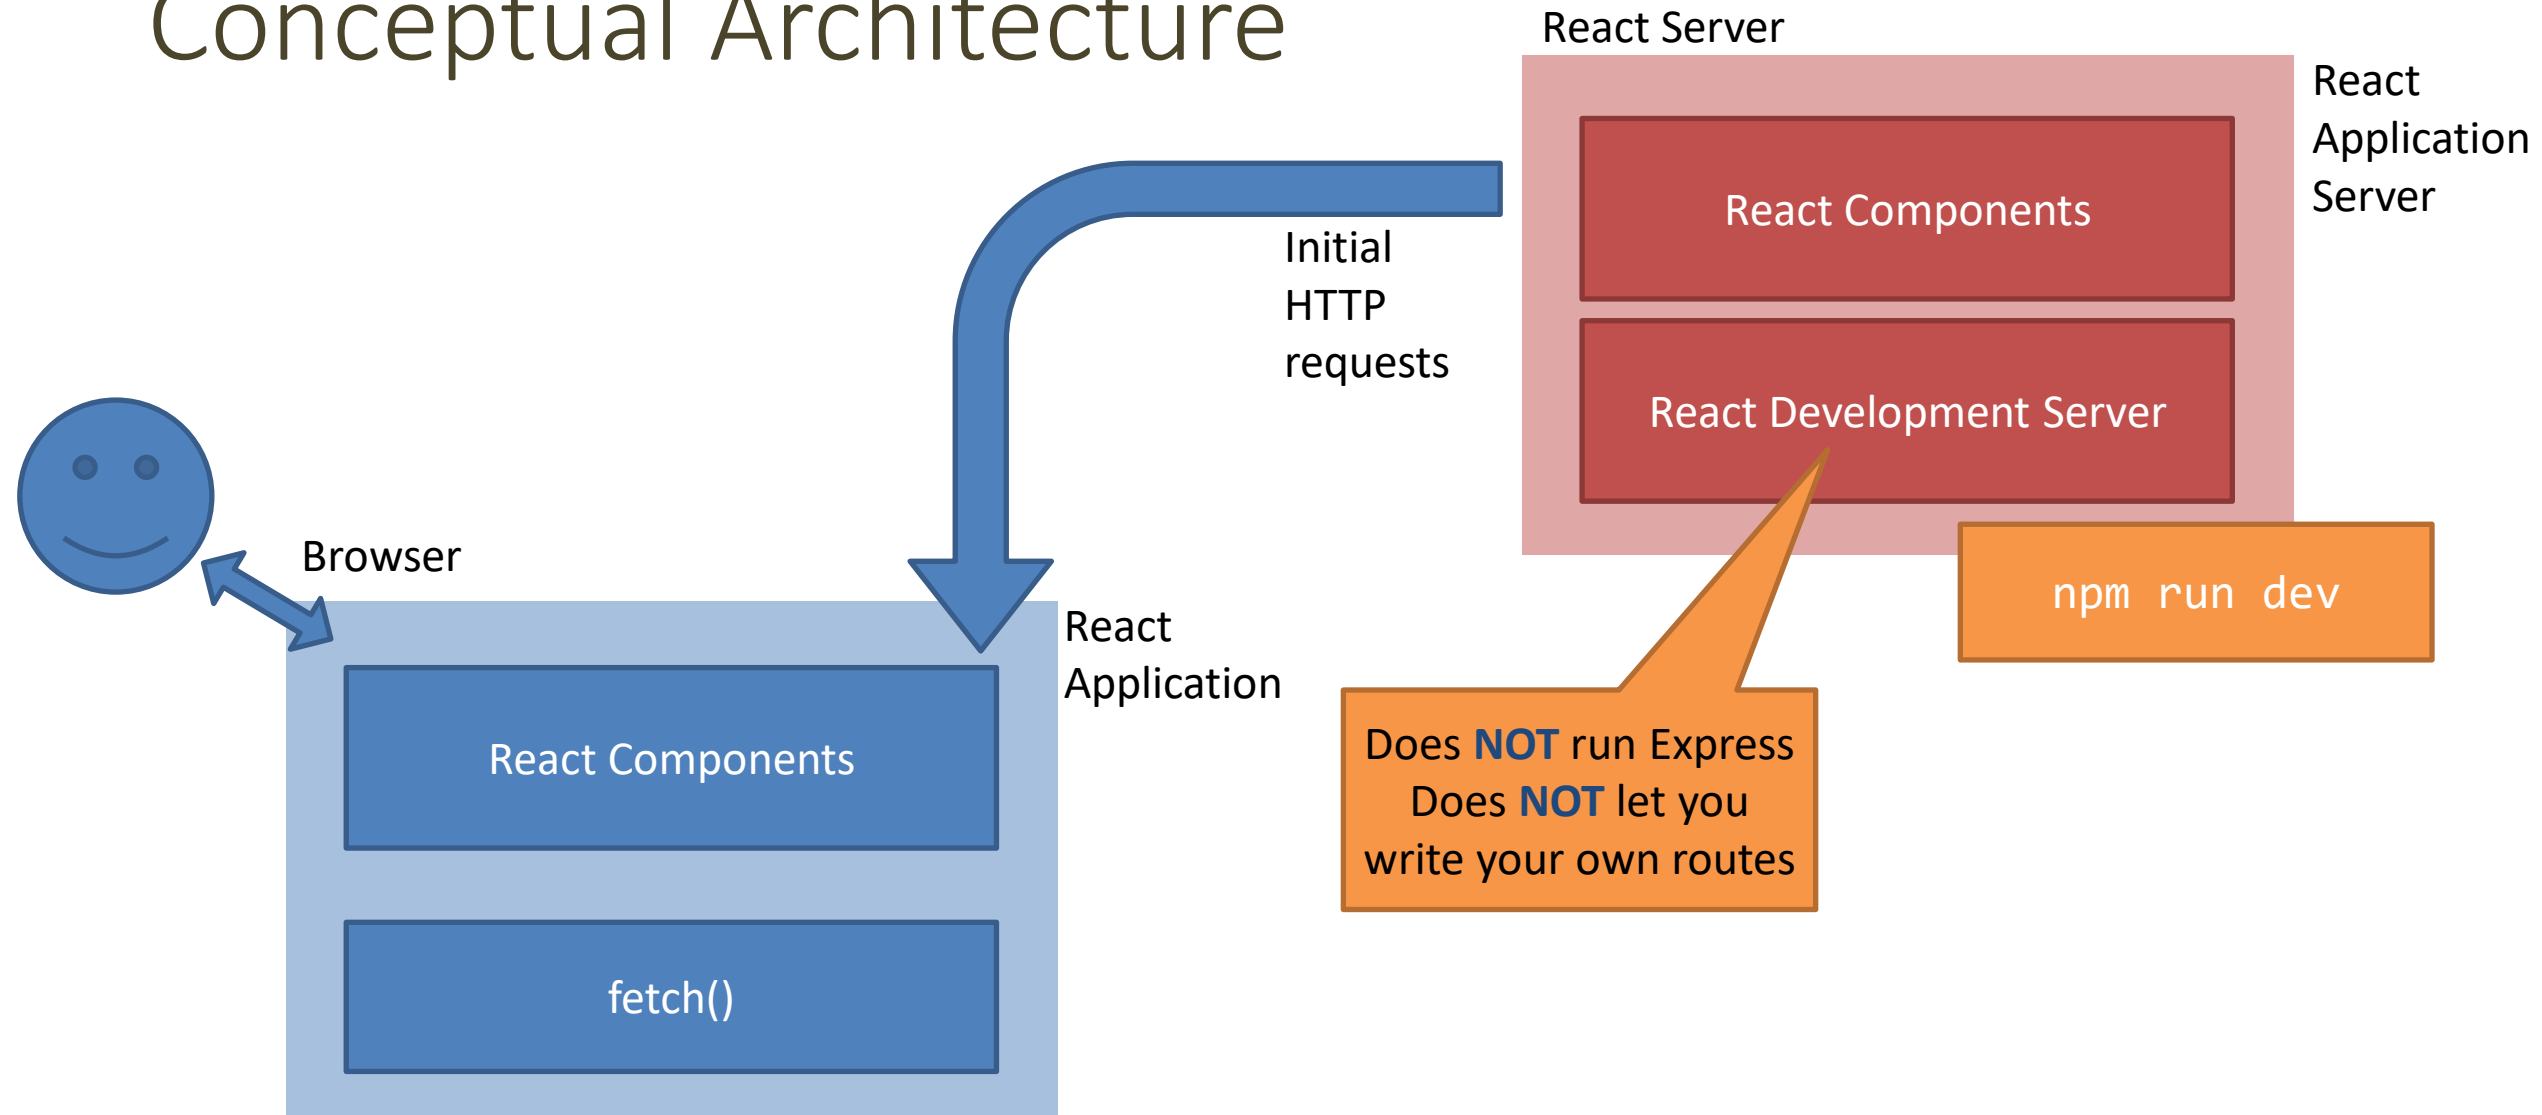 Conceptual Architecture
React Server
React
Application
Server
React Components
React Development Server
Initial
HTTP
requests
Browser
React
Application
React Components
fetch()
npm run dev
Does NOT run Express
Does NOT let you
write your own routes